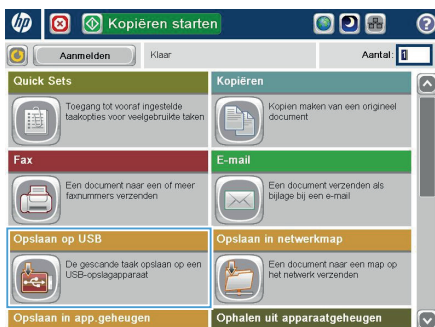 hp
Kopiëren starten
?
Aanmelden
Klaar
Aantal: 1
Quick Sets
Toegang tot vooraf ingestelde
taakopties voor veelgebruikte taken
Kopiëren
Kopien maken van een origineel
document
Fax
Een document naar een of meer
faxnummers verzenden
E-mail
Een document verzenden als
bijlage bij een e-mail
Opslaan op USB
De gescande taak opslaan op een
USB-opslagapparaat
Opslaan in netwerkmap
Een document naar een map op
het netwerk verzenden
Opslaan in app.geheugen
Ophalen uit apparaatgeheugen